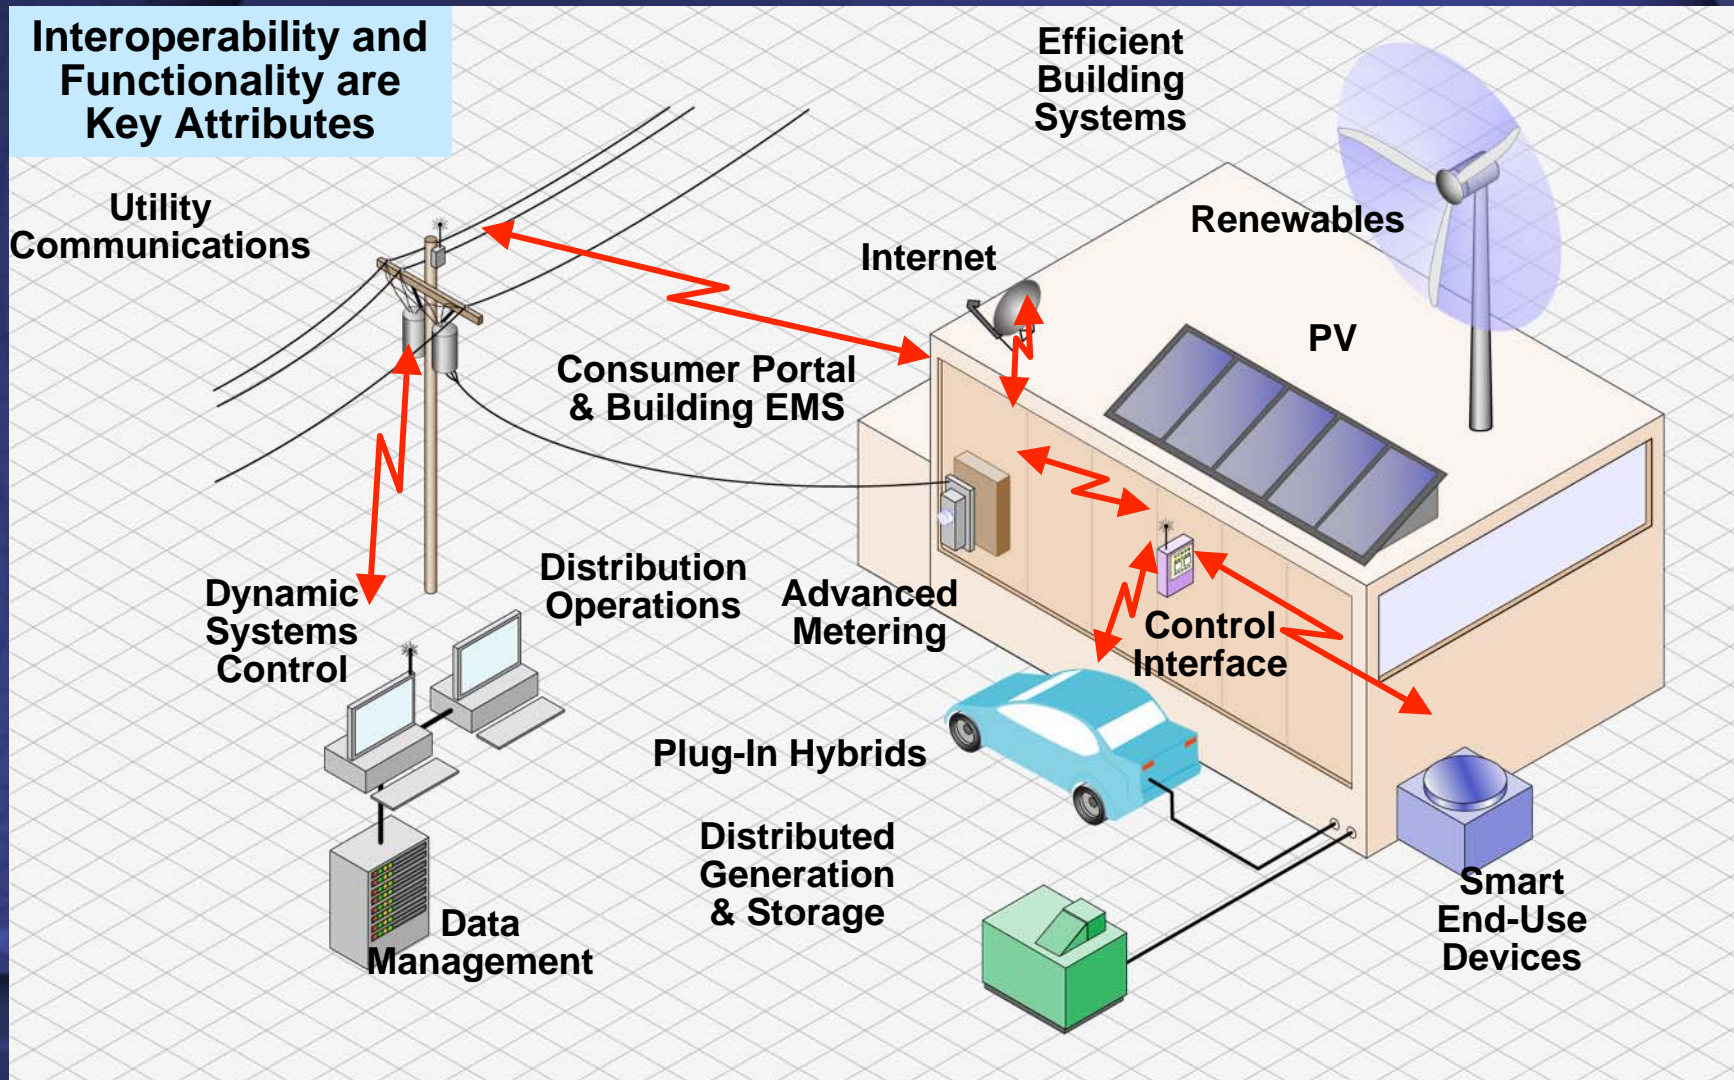 Interoperability and
Functionality are
Key Attributes
Efficient
Building
Systems
Utility
Communications
Renewables
Internet
PV
Consumer Portal
& Building EMS
Distribution
Operations
Dynamic
Systems
Control
Advanced
Metering
Control
Interface
Plug-In Hybrids
Distributed
Generation
& Storage
Smart
End-Use
Devices
Data
Management